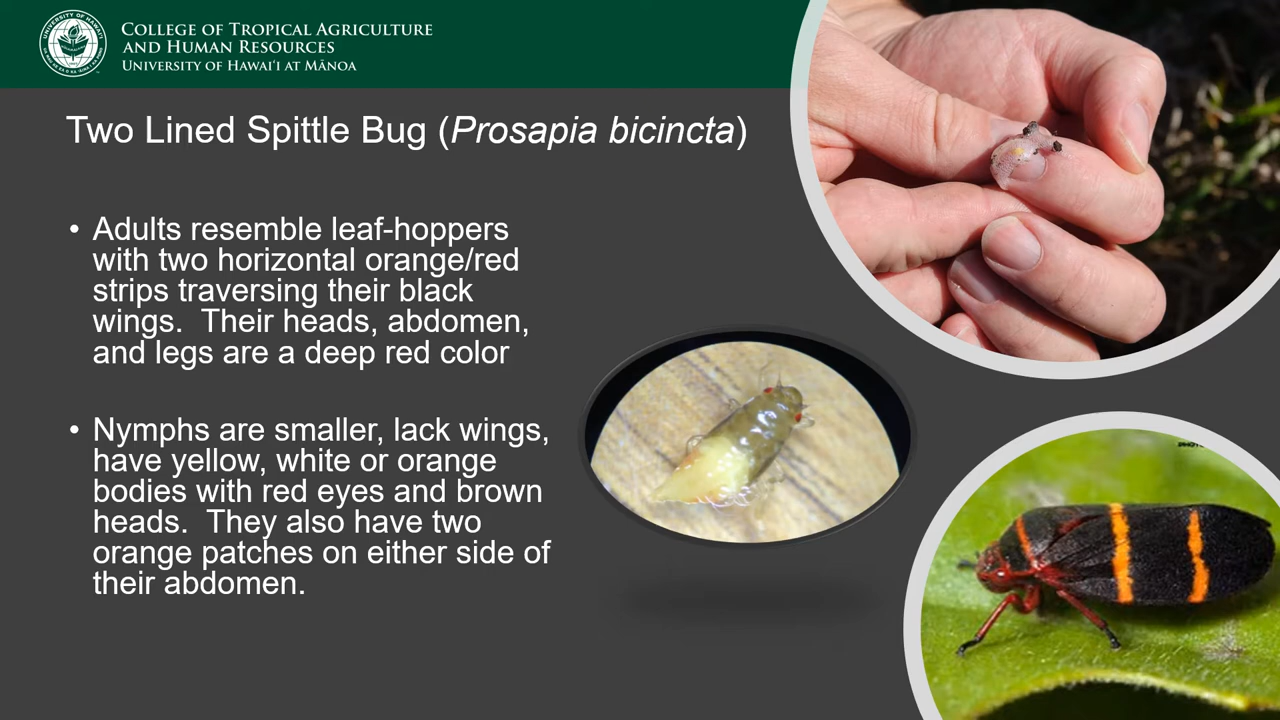 COLLEGE OF TROPICAL AGRICULTURE
AND HUMAN RESOURCES
UNIVERSITY OF HAWAIʻI AT MĀNOA
Two Lined Spittle Bug (Prosapia bicincta)
• Adults resemble leaf-hoppers
with two horizontal orange/red
strips traversing their black
wings.  Their heads, abdomen,
and legs are a deep red color
• Nymphs are smaller, lack wings,
have yellow, white or orange
bodies with red eyes and brown
heads.  They also have two
orange patches on either side of
their abdomen.